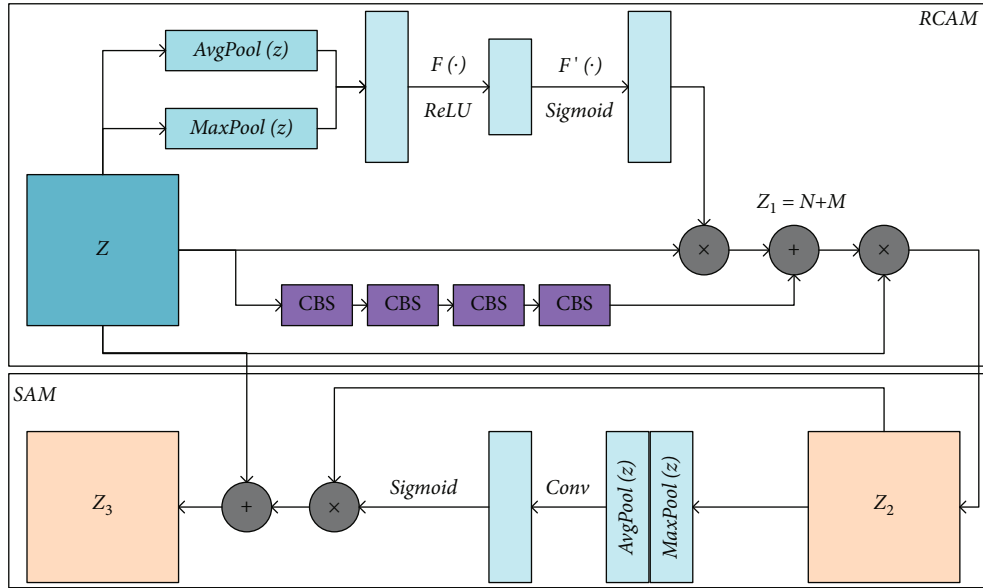 RCAM
AvgPool (z)
MaxPool (z)
F (·)
ReLU
F ' (·)
Sigmoid
Z
Z₁ = N+M
×
+
×
CBS
CBS
CBS
CBS
SAM
Z₃
+
×
Sigmoid
Conv
AvgPool (z)
MaxPool (z)
Z₂